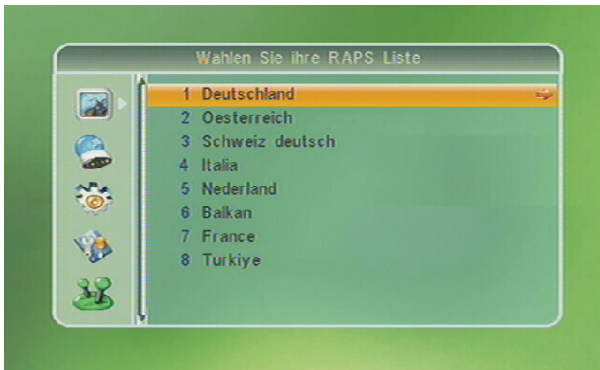 Wahlen Sie ihre RAPS Liste
1 Deutschland
2 Oesterreich
3 Schweiz deutsch
4 Italia
5 Nederland
6 Balkan
7 France
8 Turkiye